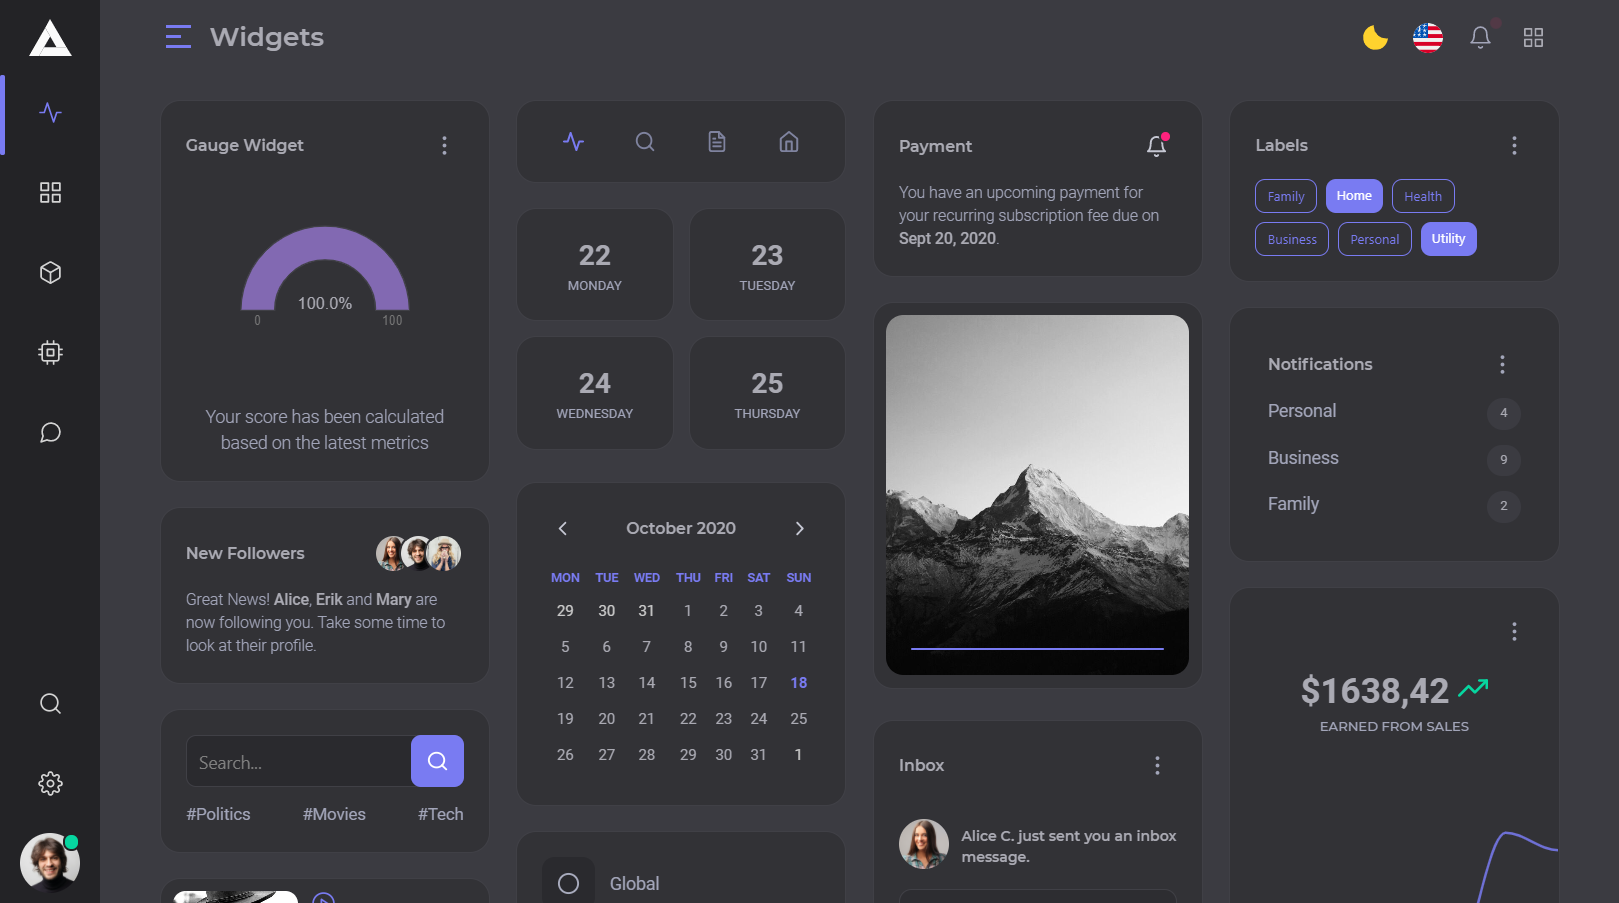 Widgets
Gauge Widget
100.0%
0
100
Your score has been calculated
based on the latest metrics
New Followers
Great News! Alice, Erik and Mary are
now following you. Take some time to
look at their profile.
Search...
#Politics #Movies #Tech
22
MONDAY
23
TUESDAY
24
WEDNESDAY
25
THURSDAY
October 2020
MON TUE WED THU FRI SAT SUN
29 30 31 1 2 3 4
5 6 7 8 9 10 11
12 13 14 15 16 17 18
19 20 21 22 23 24 25
26 27 28 29 30 31 1
Global
Payment
You have an upcoming payment for
your recurring subscription fee due on
Sept 20, 2020.
Inbox
Alice C. just sent you an inbox
message.
Labels
Family Home Health
Business Personal Utility
Notifications
Personal 4
Business 9
Family 2
$1638,42
EARNED FROM SALES